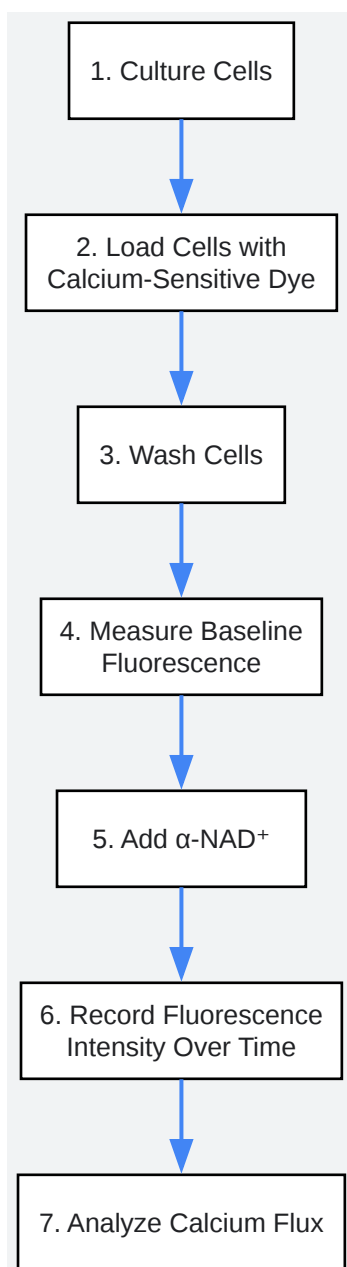 1. Culture Cells
2. Load Cells with
Calcium-Sensitive Dye
3. Wash Cells
4. Measure Baseline
Fluorescence
5. Add α-NAD⁺
6. Record Fluorescence
Intensity Over Time
7. Analyze Calcium Flux